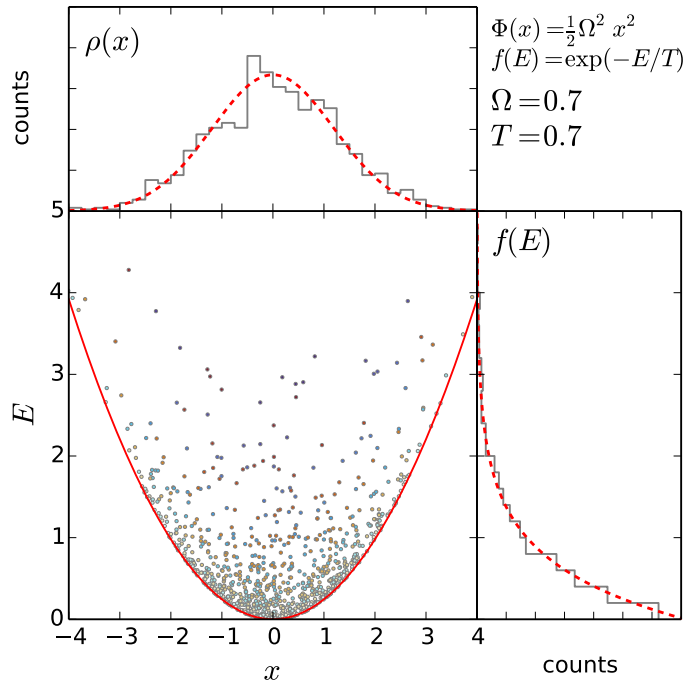 ρ(x)
counts
Φ(x) = ½Ω² x²
f(E) = exp(−E/T)
Ω = 0.7
T = 0.7
5
4
3
2
1
0
E
f(E)
−4 −3 −2 −1 0 1 2 3 4
x
counts